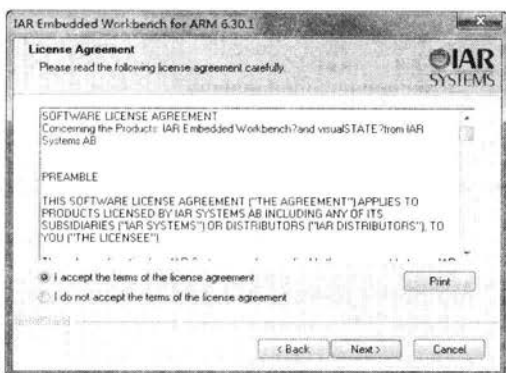 IAR Embedded Workbench for ARM 6.30.1
License Agreement
Please read the following license agreement carefully.
IAR
SYSTEMS
SOFTWARE LICENSE AGREEMENT
Concerning the Products: IAR Embedded Workbench?and visualSTATE?from IAR
Systems AB
PREAMBLE
THIS SOFTWARE LICENSE AGREEMENT ("THE AGREEMENT") APPLIES TO
PRODUCTS LICENSED BY IAR SYSTEMS AB INCLUDING ANY OF ITS
SUBSIDIARIES ("IAR SYSTEMS") OR DISTRIBUTORS ("IAR DISTRIBUTORS"), TO
YOU ("THE LICENSEE")
I accept the terms of the license agreement
Print
I do not accept the terms of the license agreement
< Back
Next >
Cancel